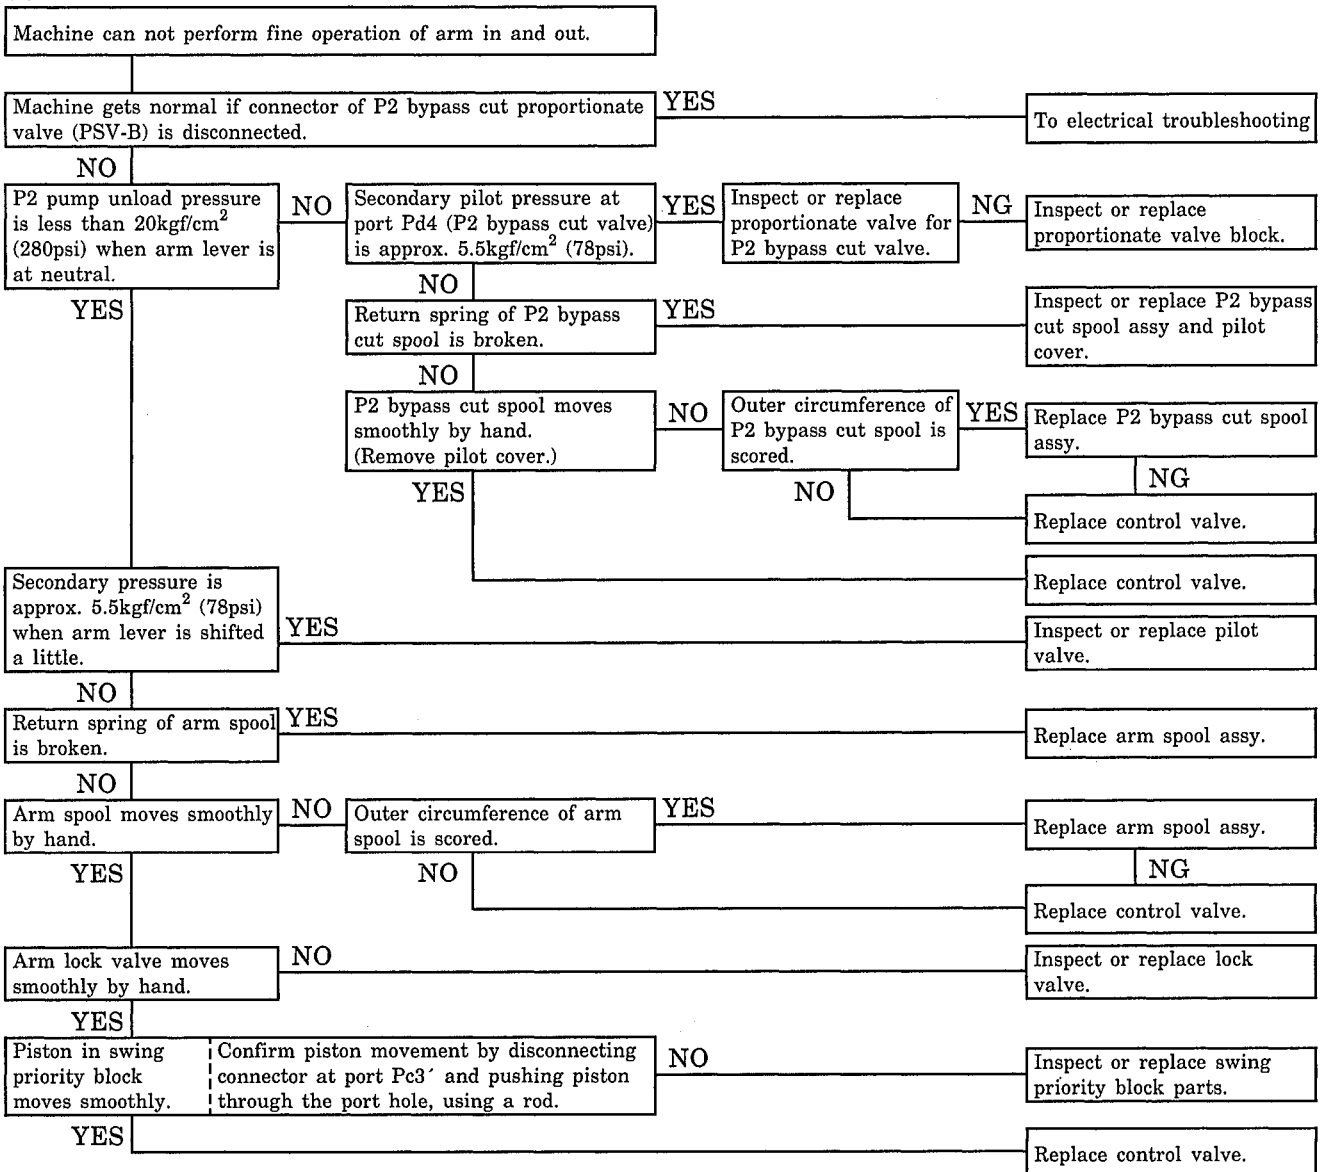 Machine can not perform fine operation of arm in and out.
Machine gets normal if connector of P2 bypass cut proportionate
valve (PSV-B) is disconnected.
YES
To electrical troubleshooting
NO
P2 pump unload pressure
is less than 20kgf/cm²
(280psi) when arm lever is
at neutral.
NO
Secondary pilot pressure at
port Pd4 (P2 bypass cut valve)
is approx. 5.5kgf/cm² (78psi).
YES
Inspect or replace
proportionate valve for
P2 bypass cut valve.
NG
Inspect or replace
proportionate valve block.
YES
NO
Return spring of P2 bypass
cut spool is broken.
YES
Inspect or replace P2 bypass
cut spool assy and pilot
cover.
NO
P2 bypass cut spool moves
smoothly by hand.
(Remove pilot cover.)
NO
Outer circumference of
P2 bypass cut spool is
scored.
YES
Replace P2 bypass cut spool
assy.
NG
YES
NO
Replace control valve.
Replace control valve.
Secondary pressure is
approx. 5.5kgf/cm² (78psi)
when arm lever is shifted
a little.
YES
Inspect or replace pilot
valve.
NO
Return spring of arm spool
is broken.
YES
Replace arm spool assy.
NO
Arm spool moves smoothly
by hand.
NO
Outer circumference of arm
spool is scored.
YES
Replace arm spool assy.
NG
YES
NO
Replace control valve.
Arm lock valve moves
smoothly by hand.
NO
Inspect or replace lock
valve.
YES
Piston in swing
priority block
moves smoothly.
Confirm piston movement by disconnecting
connector at port Pc3´ and pushing piston
through the port hole, using a rod.
NO
Inspect or replace swing
priority block parts.
YES
Replace control valve.